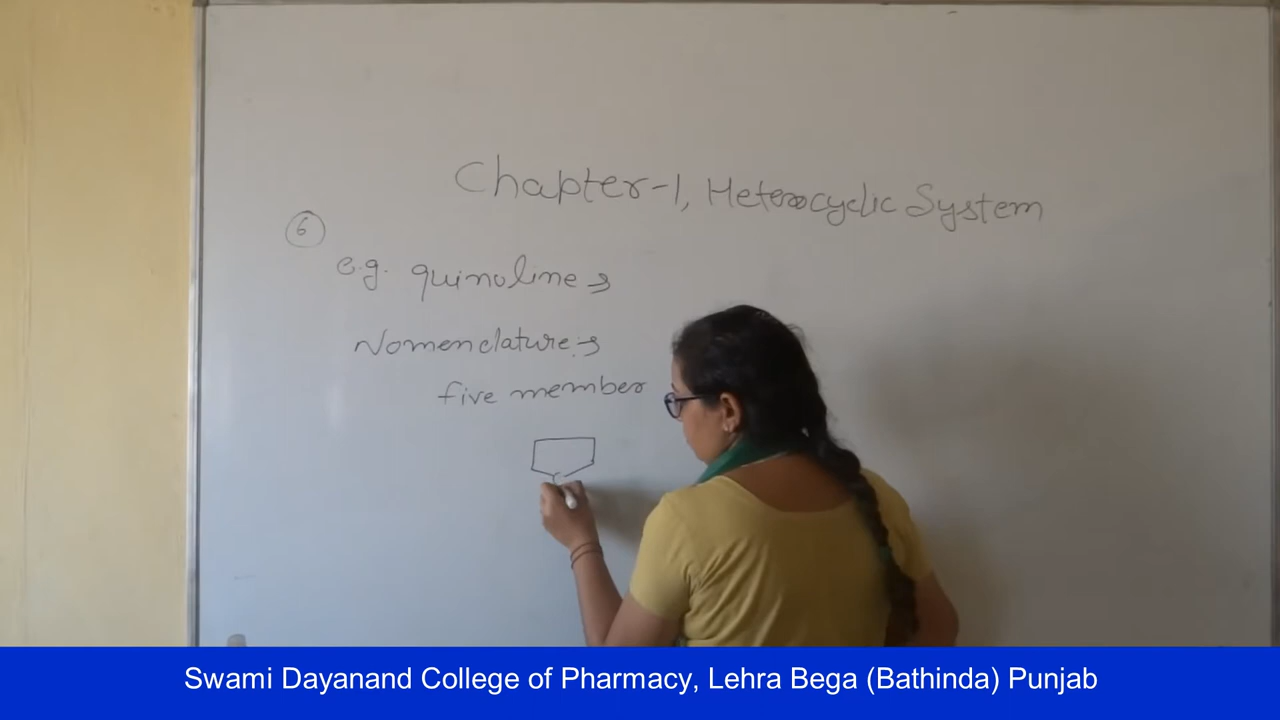 Chapter-1, Heterocyclic System
6
e.g. quinoline →
Nomenclature →
five member
Swami Dayanand College of Pharmacy, Lehra Bega (Bathinda) Punjab